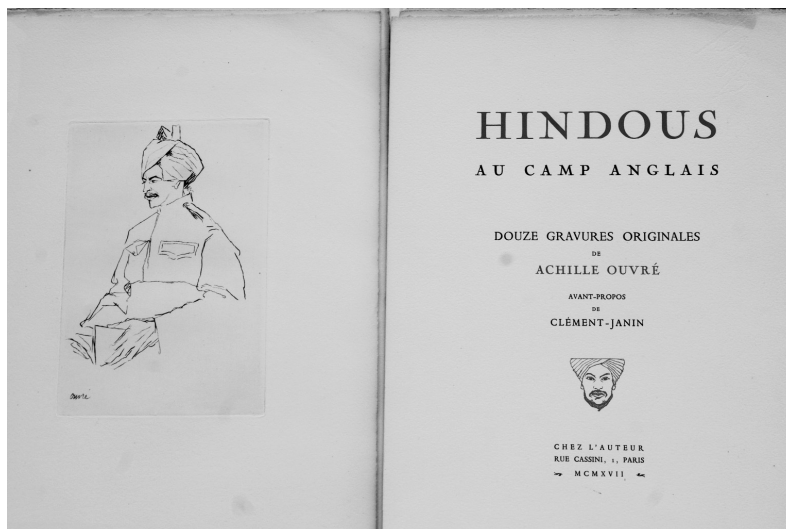 Ouvré
HINDOUS
AU CAMP ANGLAIS
DOUZE GRAVURES ORIGINALES
DE
ACHILLE OUVRÉ
AVANT-PROPOS
DE
CLÉMENT-JANIN
CHEZ L'AUTEUR
RUE CASSINI, 1, PARIS
MCMXVII